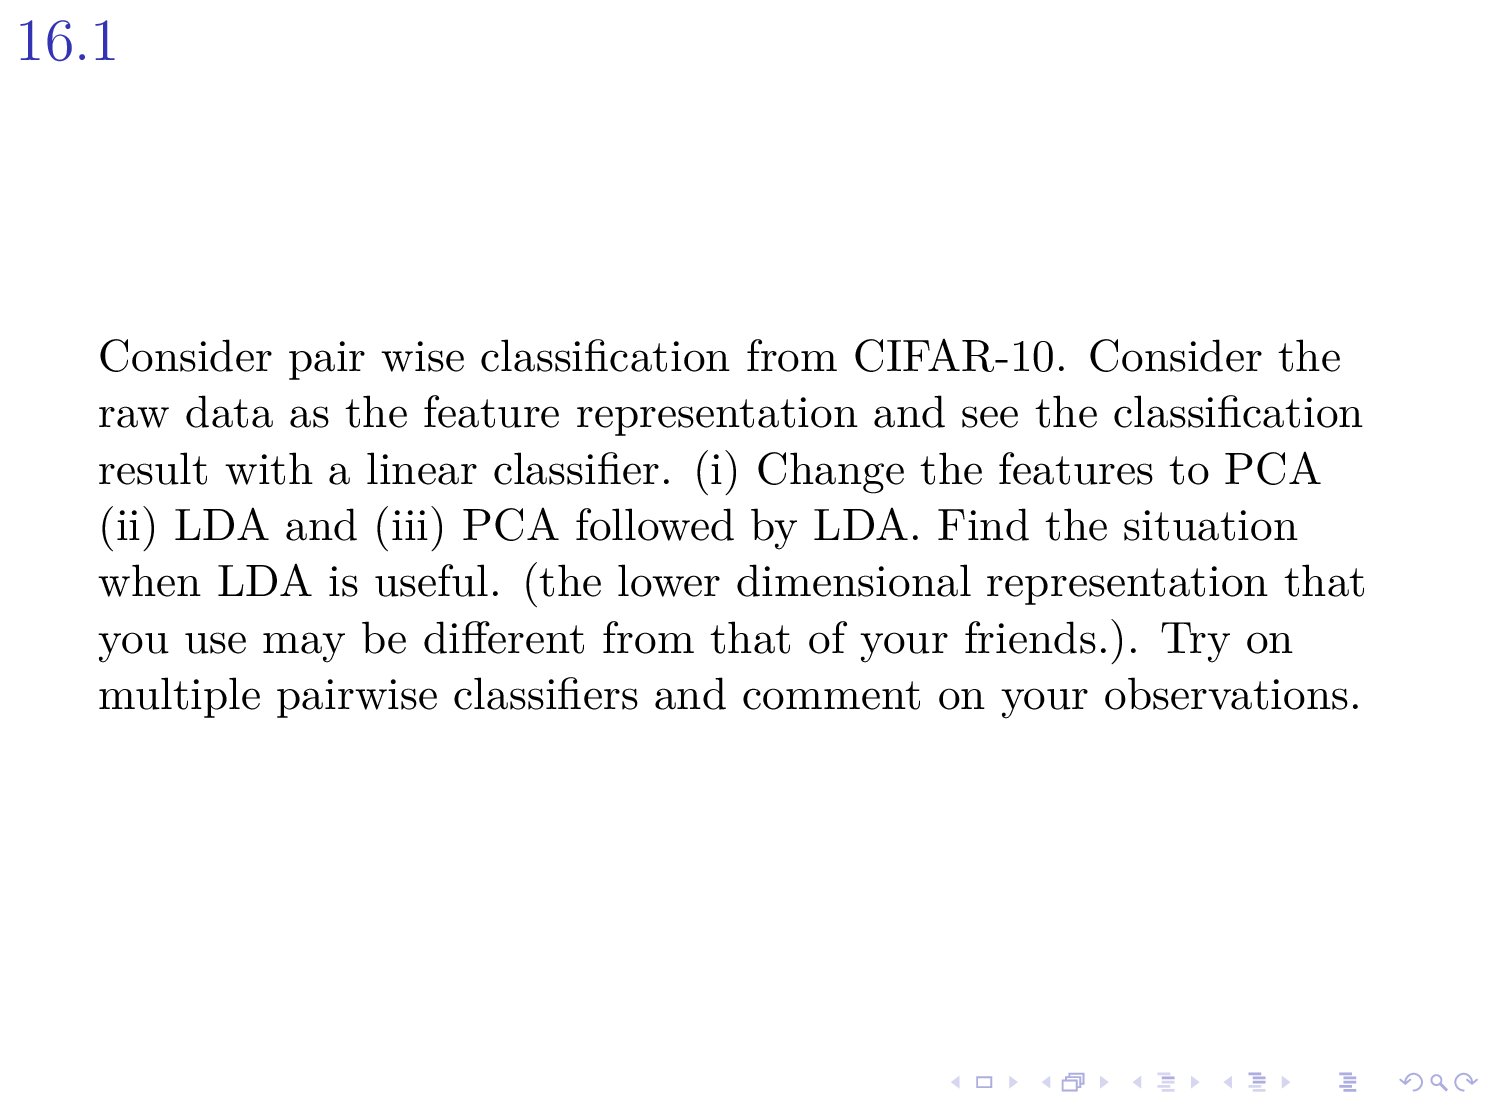 16.1
Consider pair wise classification from CIFAR-10. Consider the
raw data as the feature representation and see the classification
result with a linear classifier. (i) Change the features to PCA
(ii) LDA and (iii) PCA followed by LDA. Find the situation
when LDA is useful. (the lower dimensional representation that
you use may be different from that of your friends.). Try on
multiple pairwise classifiers and comment on your observations.